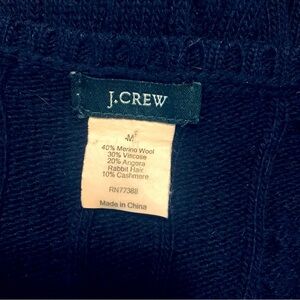 J.CREW
-M-
40% Merino Wool
30% Viscose
20% Angora
Rabbit Hair
10% Cashmere
RN77388
Made in China